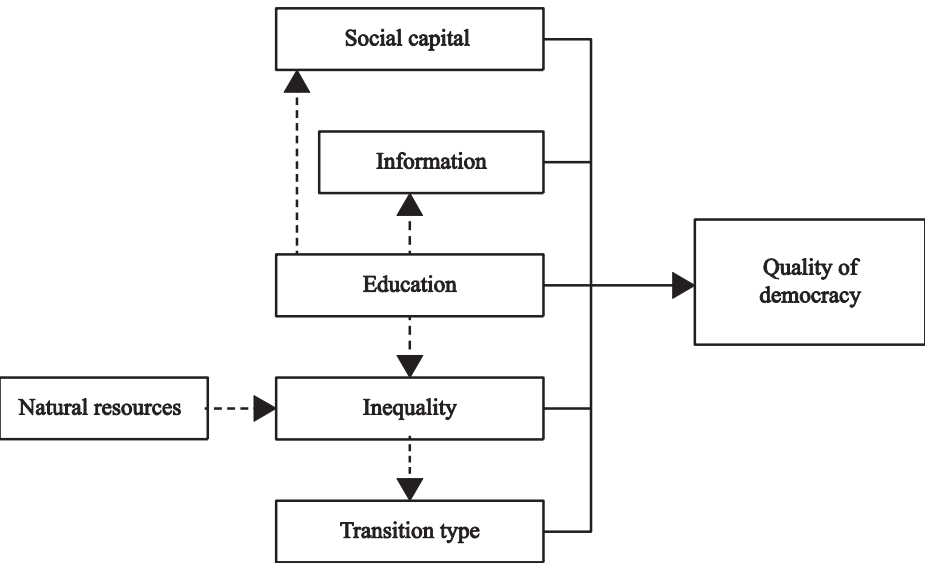 Social capital
Information
Education
Quality of
democracy
Natural resources
Inequality
Transition type